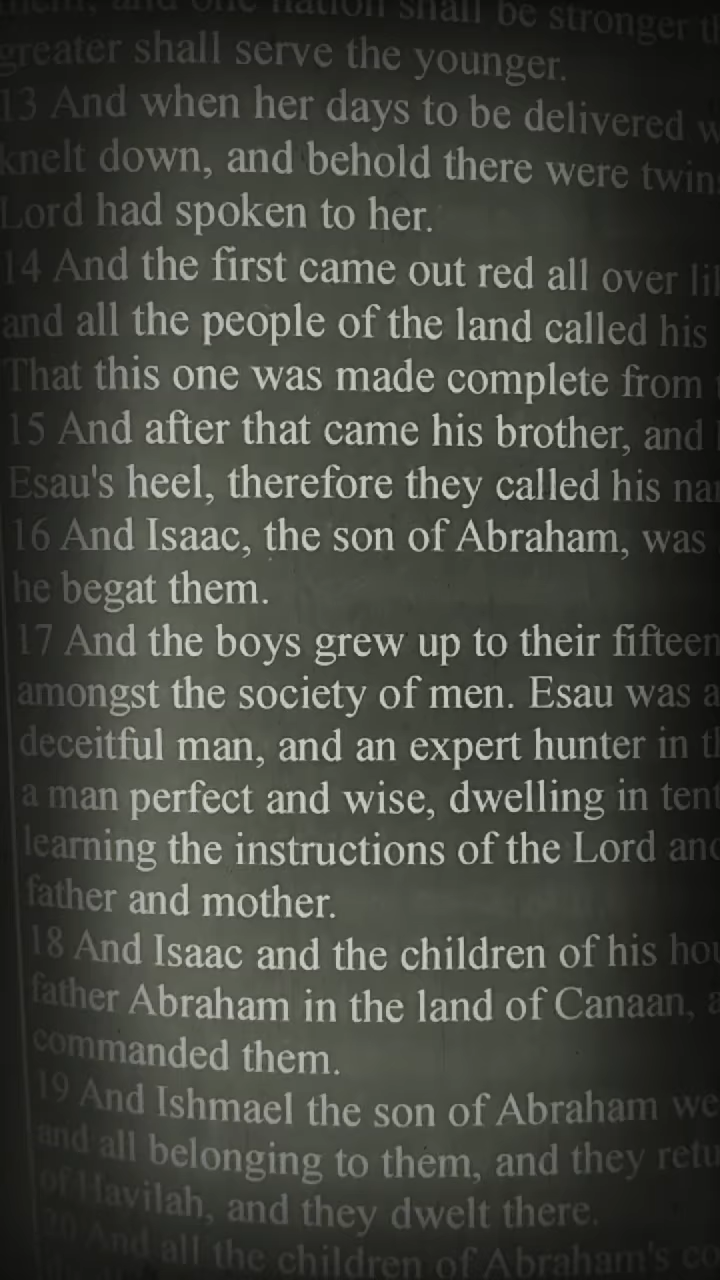 and one nation shall be stronger
greater shall serve the younger.
13 And when her days to be delivered
knelt down, and behold there were twin
Lord had spoken to her.
14 And the first came out red all over
and all the people of the land called his
That this one was made complete from
15 And after that came his brother, and
Esau's heel, therefore they called his
16 And Isaac, the son of Abraham, was
he begat them.
17 And the boys grew up to their fifteen
amongst the society of men. Esau was a
deceitful man, and an expert hunter in
a man perfect and wise, dwelling in tent
learning the instructions of the Lord and
father and mother.
18 And Isaac and the children of his
father Abraham in the land of Canaan,
commanded them.
19 And Ishmael the son of Abraham
and all belonging to them, and they
of Havilah, and they dwelt there.
20 And all the children of Abraham's